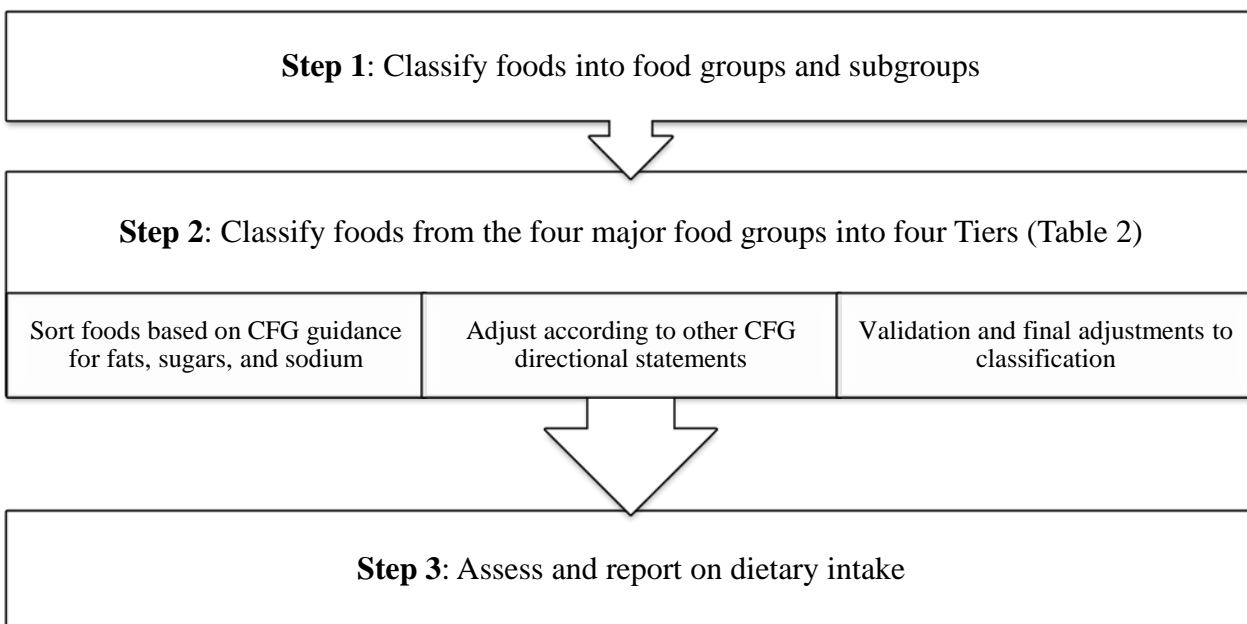 Step 1: Classify foods into food groups and subgroups
Step 2: Classify foods from the four major food groups into four Tiers (Table 2)
Sort foods based on CFG guidance
for fats, sugars, and sodium
Adjust according to other CFG
directional statements
Validation and final adjustments to
classification
Step 3: Assess and report on dietary intake